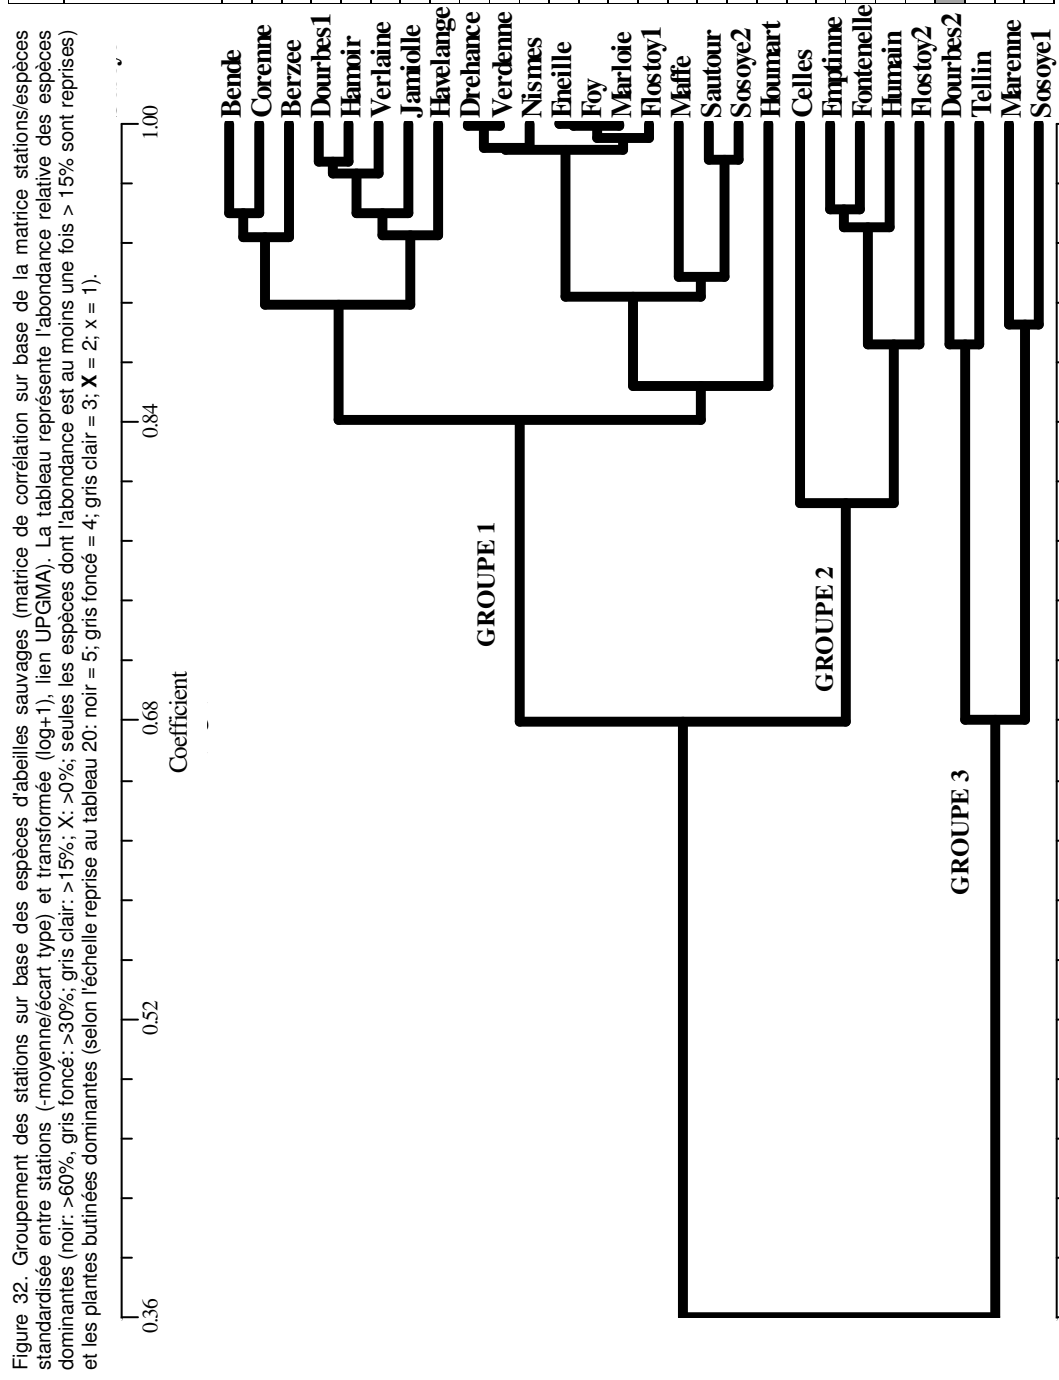 Figure 32. Groupement des stations sur base des espèces d'abeilles sauvages (matrice de corrélation sur base de la matrice stations/espèces
standardisée entre stations (-moyenne/écart type) et transformée (log+1), lien UPGMA). La tableau représente l'abondance relative des espèces
dominantes (noir: >60%, gris foncé: >30%; gris clair: >15%; X: >0%; seules les espèces dont l'abondance est au moins une fois > 15% sont reprises)
et les plantes butinées dominantes (selon l'échelle reprise au tableau 20: noir = 5; gris foncé = 4; gris clair = 3; X = 2; x = 1).
0.36
0.52
0.68
0.84
1.00
Coefficient
Bende
Corenne
Berzee
Dourbes1
Hamoir
Verlaine
Jamiolle
Havelange
Drehance
Verdenne
Nismes
Eneille
Foy
Marloie
Flostoy1
Maffe
Sautour
Sosoye2
Houmart
Celles
Emptinne
Fontenelle
Humain
Flostoy2
Dourbes2
Tellin
Marenne
Sosoye1
GROUPE 1
GROUPE 2
GROUPE 3